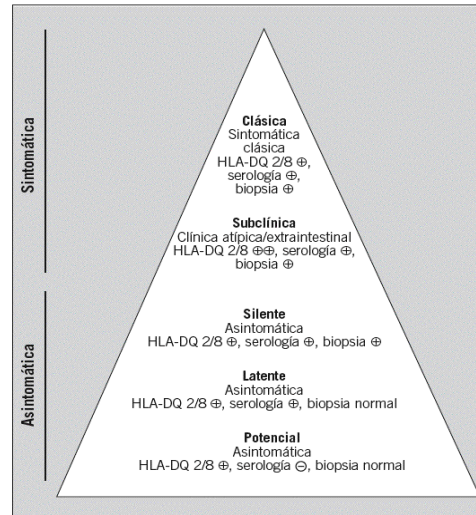 Sintomática
Clásica
Sintomática
clásica
HLA-DQ 2/8 ⊕,
serología ⊕,
biopsia ⊕
Subclínica
Clínica atípica/extraintestinal
HLA-DQ 2/8 ⊕⊕, serología ⊕,
biopsia ⊕
Asintomática
Silente
Asintomática
HLA-DQ 2/8 ⊕, serología ⊕, biopsia ⊕
Latente
Asintomática
HLA-DQ 2/8 ⊕, serología ⊕, biopsia normal
Potencial
Asintomática
HLA-DQ 2/8 ⊕, serología ⊖, biopsia normal